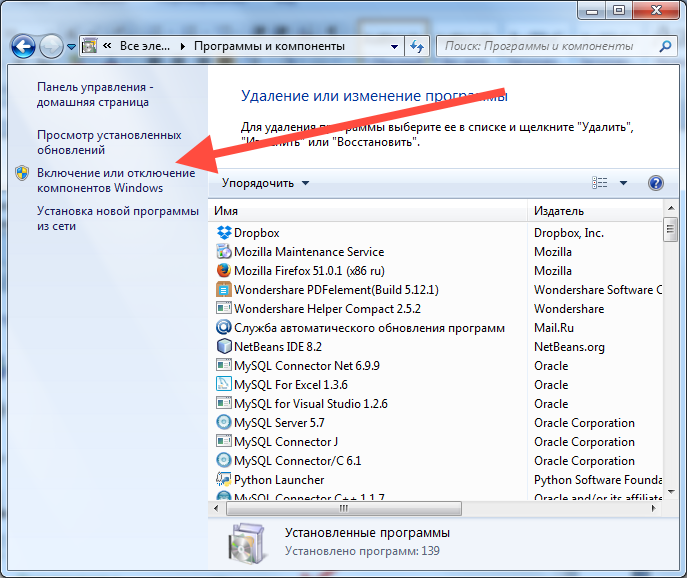 « Все эле... Программы и компоненты
Поиск: Программы и компоненты
Панель управления -
домашняя страница
Просмотр установленных
обновлений
Включение или отключение
компонентов Windows
Установка новой программы
из сети
Удаление или изменение программы
Для удаления программы выберите ее в списке и щелкните "Удалить",
"Изменить" или "Восстановить".
Упорядочить
Имя Издатель
Dropbox Dropbox, Inc.
Mozilla Maintenance Service Mozilla
Mozilla Firefox 51.0.1 (x86 ru) Mozilla
Wondershare PDFelement(Build 5.12.1) Wondershare Software C
Wondershare Helper Compact 2.5.2 Wondershare
Служба автоматического обновления программ Mail.Ru
NetBeans IDE 8.2 NetBeans.org
MySQL Connector Net 6.9.9 Oracle
MySQL For Excel 1.3.6 Oracle
MySQL for Visual Studio 1.2.6 Oracle
MySQL Server 5.7 Oracle Corporation
MySQL Connector J Oracle Corporation
MySQL Connector/C 6.1 Oracle Corporation
Python Launcher Python Software Founda
MySQL Connector C++ 1.1.7 Oracle and/or its affiliate
Установленные программы
Установлено программ: 139